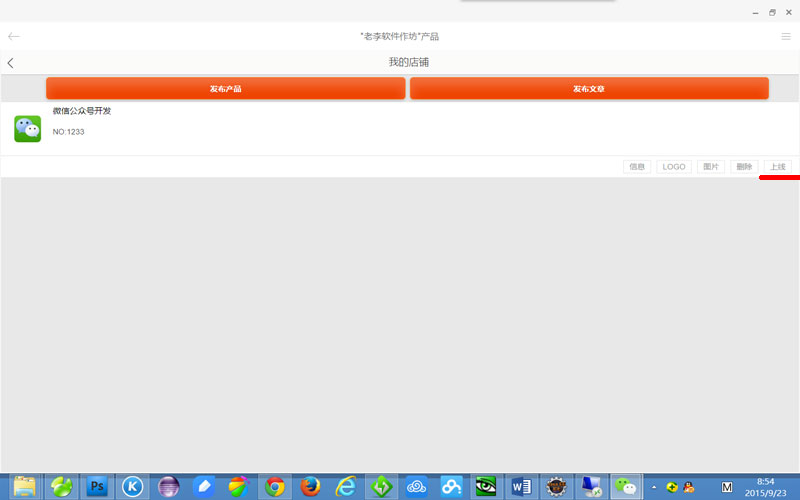 "老李软件作坊"产品
我的店铺
发布产品 发布文章
微信公众号开发
NO:1233
信息 LOGO 图片 删除 上线
Ps K W M 8:54
2015/9/23